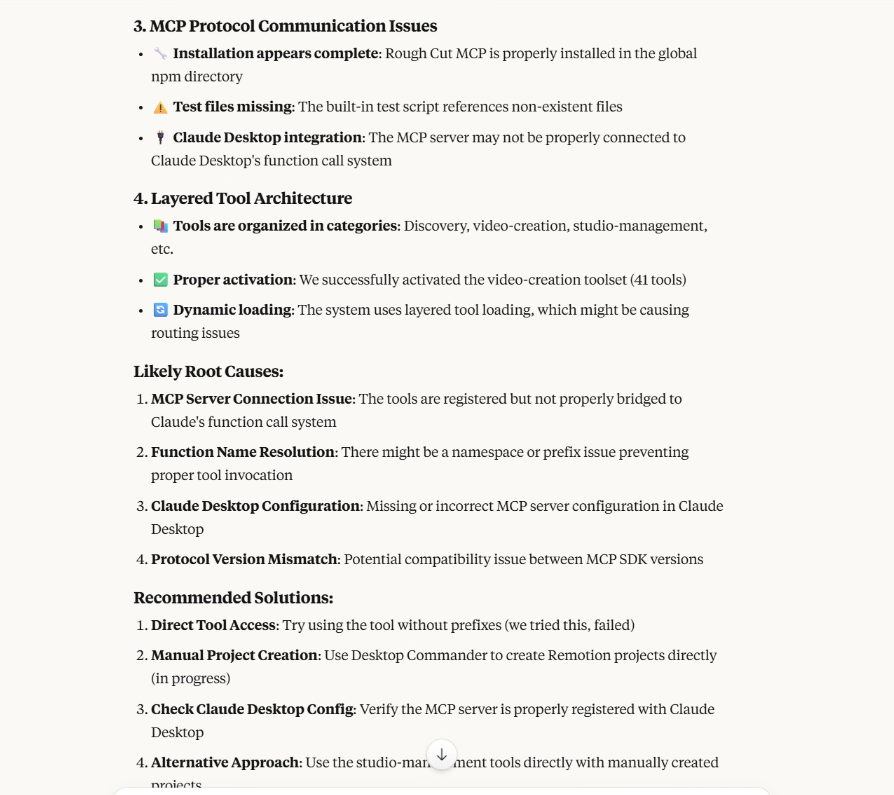 3. MCP Protocol Communication Issues
• 🔧 Installation appears complete: Rough Cut MCP is properly installed in the global
npm directory
• ⚠️ Test files missing: The built-in test script references non-existent files
• 🔌 Claude Desktop integration: The MCP server may not be properly connected to
Claude Desktop's function call system
4. Layered Tool Architecture
• 📚 Tools are organized in categories: Discovery, video-creation, studio-management,
etc.
• ✅ Proper activation: We successfully activated the video-creation toolset (41 tools)
• 🔄 Dynamic loading: The system uses layered tool loading, which might be causing
routing issues
Likely Root Causes:
1. MCP Server Connection Issue: The tools are registered but not properly bridged to
Claude's function call system
2. Function Name Resolution: There might be a namespace or prefix issue preventing
proper tool invocation
3. Claude Desktop Configuration: Missing or incorrect MCP server configuration in Claude
Desktop
4. Protocol Version Mismatch: Potential compatibility issue between MCP SDK versions
Recommended Solutions:
1. Direct Tool Access: Try using the tool without prefixes (we tried this, failed)
2. Manual Project Creation: Use Desktop Commander to create Remotion projects directly
(in progress)
3. Check Claude Desktop Config: Verify the MCP server is properly registered with Claude
Desktop
4. Alternative Approach: Use the studio-management tools directly with manually created
projects